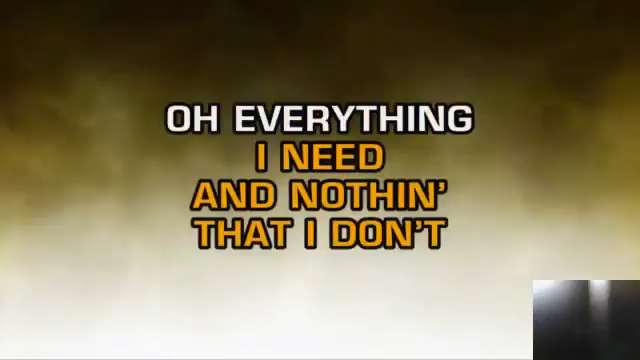 OH EVERYTHING
I NEED
AND NOTHIN'
THAT I DON'T